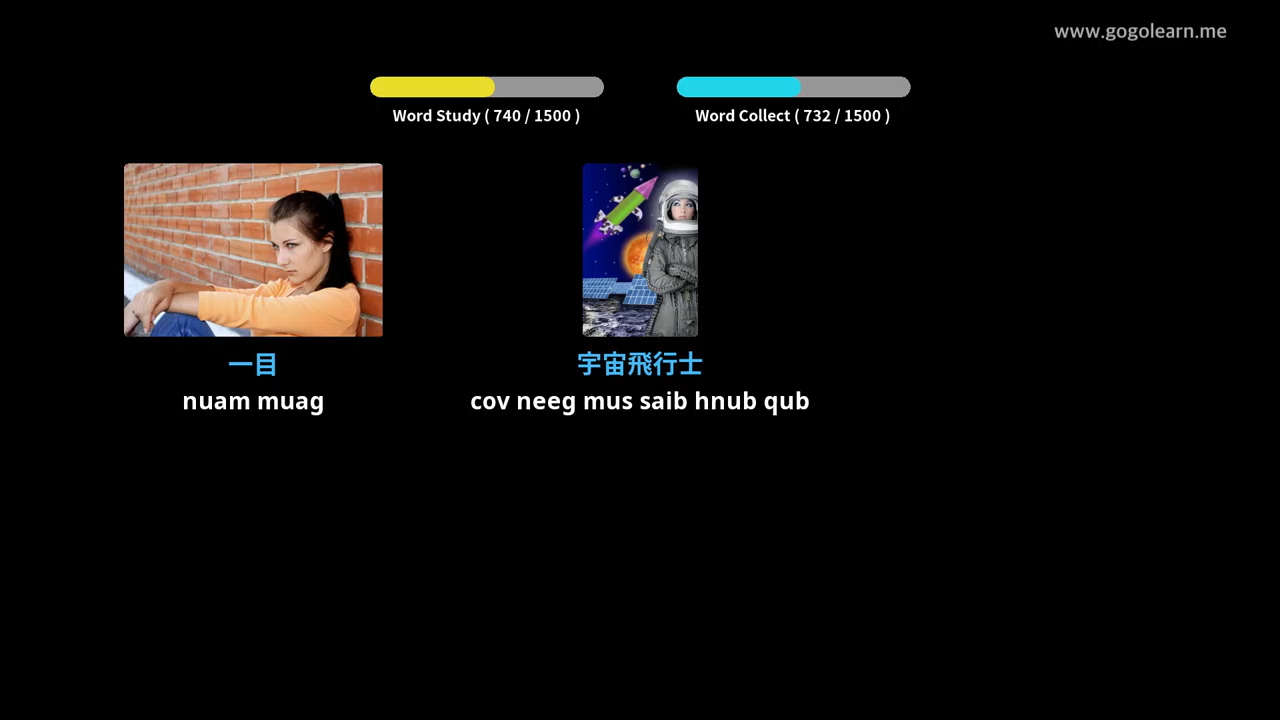 www.gogolearn.me
Word Study ( 740 / 1500 )
Word Collect ( 732 / 1500 )
一目
nuam muag
宇宙飛行士
cov neeg mus saib hnub qub